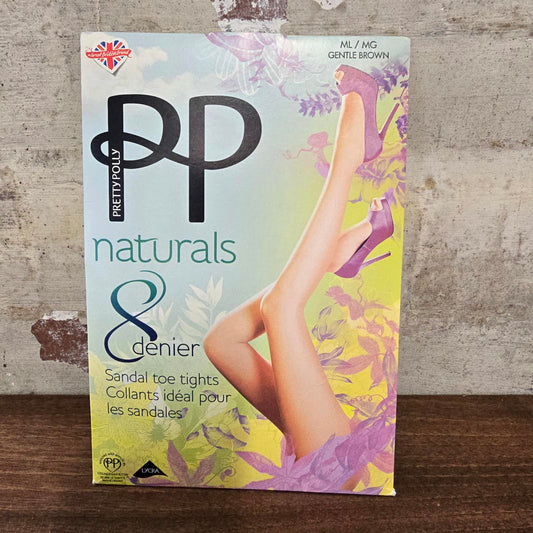 ML / MG
GENTLE BROWN
PP
PRETTY POLLY
naturals
8
denier
Sandal toe tights
Collants idéal pour
les sandales
PP
LYCRA